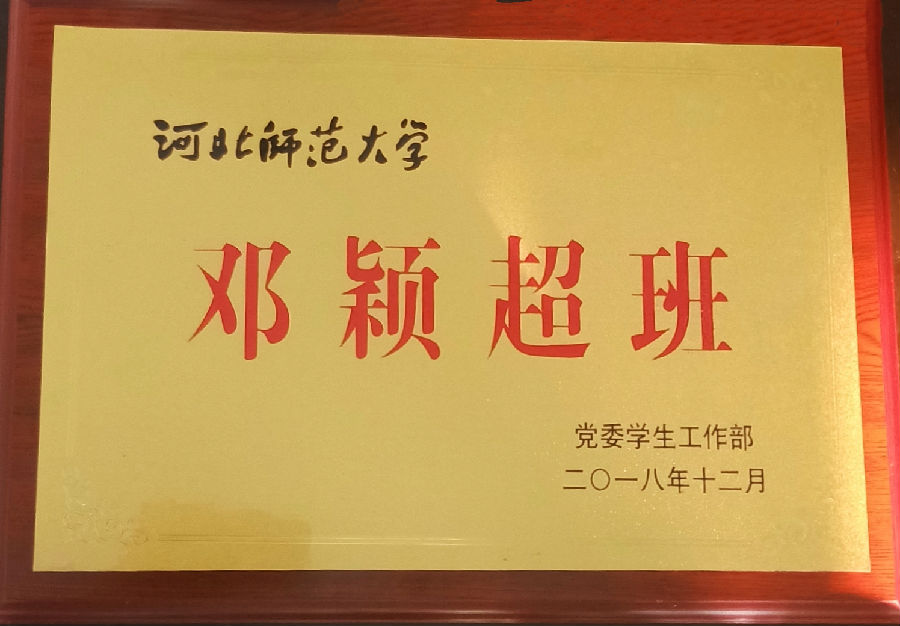 河北师范大学
邓颖超班
党委学生工作部
二〇一八年十二月